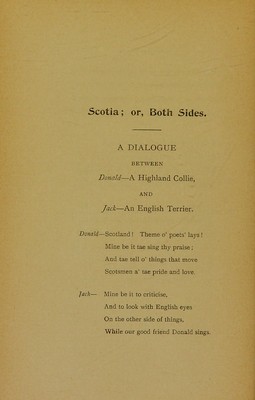 Scotia; or, Both Sides.
A DIALOGUE
BETWEEN
Donald—A Highland Collie,
AND
Jack—An English Terrier.
Donald—Scotland! Theme o' poets' lays!
Mine be it tae sing thy praise;
And tae tell o' things that move
Scotsmen a' tae pride and love.
Jack— Mine be it to criticise,
And to look with English eyes
On the other side of things,
While our good friend Donald sings.